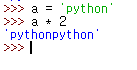 >>> a = 'python'
>>> a * 2
'pythonpython'
>>>